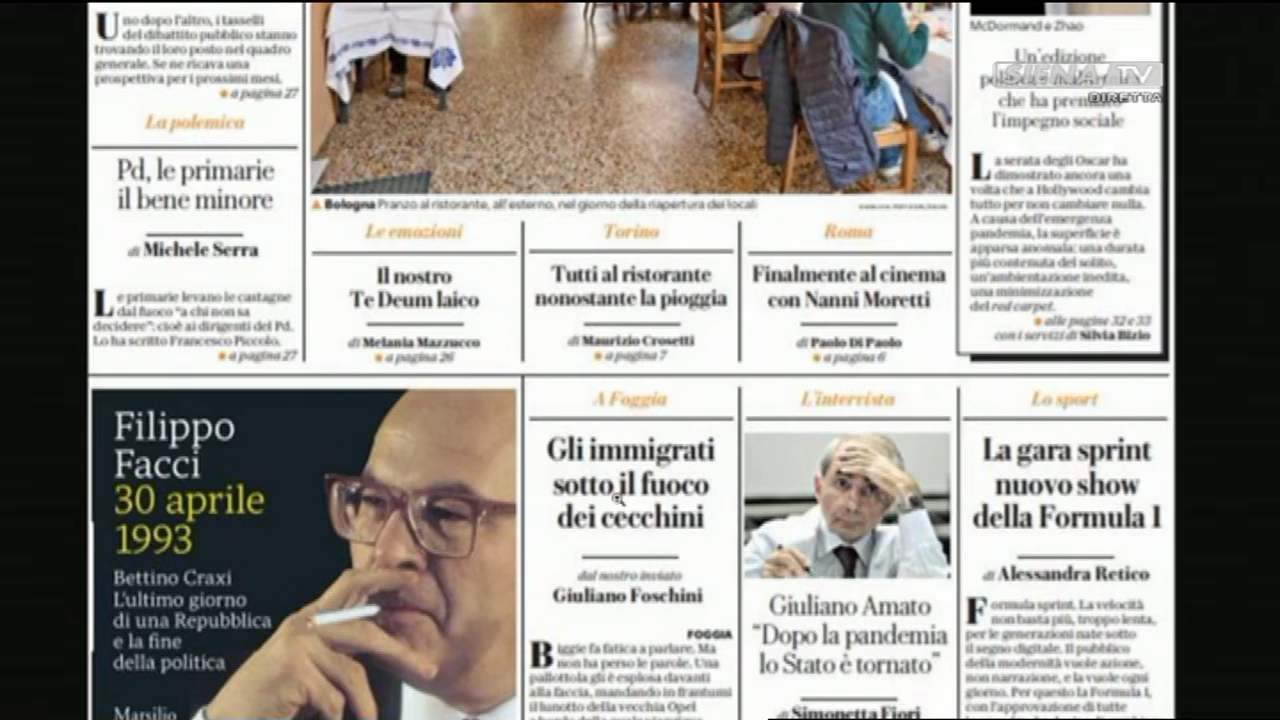 Uno dopo l'altro, i tasselli
del dibattito pubblico stanno
trovando il loro posto nel quadro
generale. Se ne ricava una
prospettiva per i prossimi mesi.
a pagina 27
La polemica
Pd, le primarie
il bene minore
di Michele Serra
Le primarie levano le castagne
dal fuoco "a chi non sa
decidere": cioè ai dirigenti del Pd.
Lo ha scritto Francesco Piccolo.
a pagina 27
Bologna Pranzo al ristorante, all'esterno, nel giorno della riapertura dei locali
Le emozioni
Il nostro
Te Deum laico
di Melania Mazzucco
a pagina 26
Torino
Tutti al ristorante
nonostante la pioggia
di Maurizio Crosetti
a pagina 7
Roma
Finalmente al cinema
con Nanni Moretti
di Paolo Di Paolo
a pagina 6
McDormand e Zhao
Un'edizione
che ha premiato
l'impegno sociale
SIENA TV
DIRETTA
La serata degli Oscar ha
dimostrato ancora una
volta che a Hollywood cambia
tutto per non cambiare nulla.
A causa dell'emergenza
pandemia, la superficie è
apparsa anomala: una durata
più contenuta del solito,
un'ambientazione inedita,
una minimizzazione
del red carpet.
alle pagine 32 e 33
con i servizi di Silvia Bizio
Filippo
Facci
30 aprile
1993
Bettino Craxi
L'ultimo giorno
di una Repubblica
e la fine
della politica
Marsilio
A Foggia
Gli immigrati
sotto il fuoco
dei cecchini
dal nostro inviato
Giuliano Foschini
FOGGIA
Biggie fa fatica a parlare. Ma
non ha perso le parole. Una
pallottola gli è esplosa davanti
alla faccia, mandando in frantumi
il lunotto della vecchia Opel
L'intervista
Giuliano Amato
"Dopo la pandemia
lo Stato è tornato"
di Simonetta Fiori
Lo sport
La gara sprint
nuovo show
della Formula 1
di Alessandra Retico
Formula sprint. La velocità
non basta più, troppo lenta,
per le generazioni nate sotto
il segno digitale. Il pubblico
della modernità vuole azione,
non narrazione, e la vuole ogni
giorno. Per questo la Formula 1,
con l'approvazione di tutte